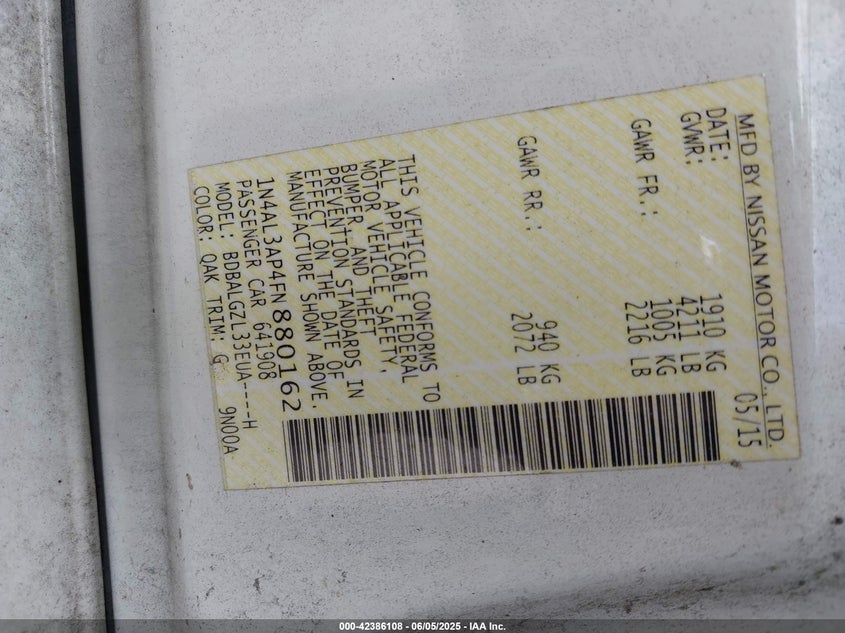 MFD BY NISSAN MOTOR CO., LTD.
DATE: 05/15
GVWR: 1910 KG
4211 LB
GAWR FR.: 1005 KG
2216 LB
GAWR RR.: 940 KG
2072 LB
THIS VEHICLE CONFORMS TO
ALL APPLICABLE FEDERAL
MOTOR VEHICLE SAFETY,
BUMPER, AND THEFT
PREVENTION STANDARDS IN
EFFECT ON THE DATE OF
MANUFACTURE SHOWN ABOVE.
1N4AL3AP4FN880162
PASSENGER CAR 641908
MODEL: BDBALGZL33EUA----H
COLOR: QAK TRIM: G 9N00A
000-42386108 - 06/05/2025 - IAA Inc.